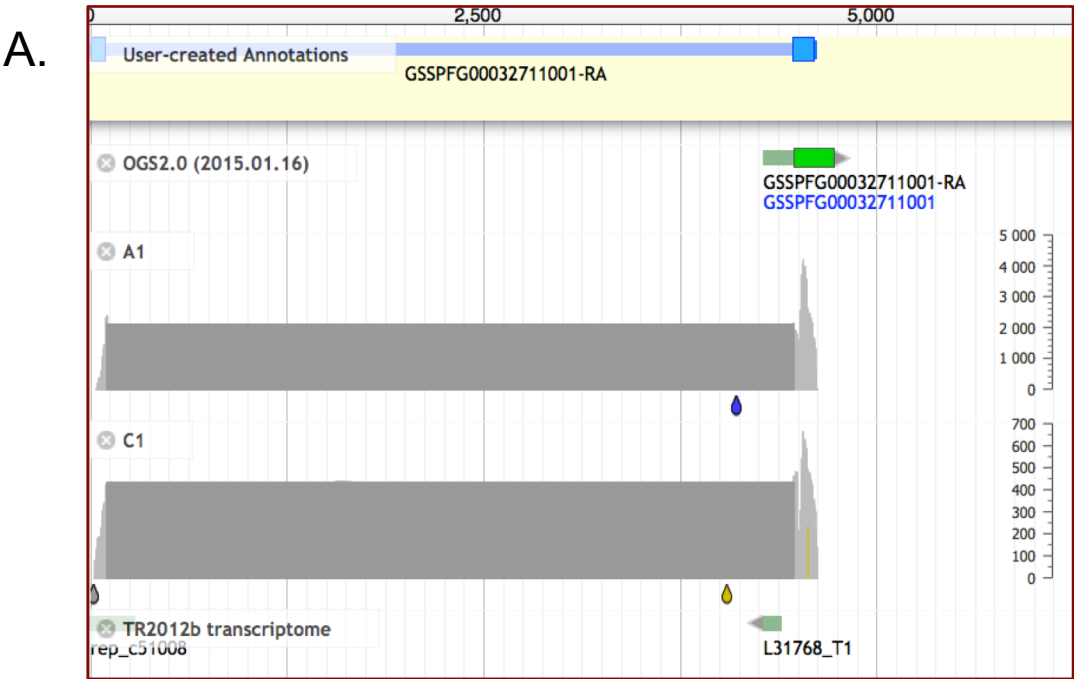 A.
0 2,500 5,000
User-created Annotations
GSSPFG00032711001-RA
OGS2.0 (2015.01.16)
GSSPFG00032711001-RA
GSSPFG00032711001
A1
5 000
4 000
3 000
2 000
1 000
0
C1
700
600
500
400
300
200
100
0
TR2012b transcriptome
rep_c51008
L31768_T1